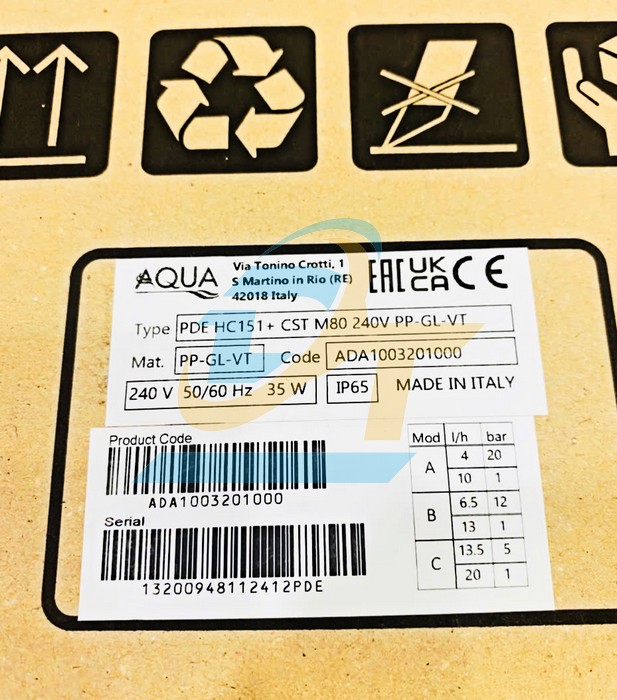 AQUA
Via Tonino Crotti, 1
S Martino in Rio (RE)
42018 Italy
EAC UK CA CE
Type PDE HC151+ CST M80 240V PP-GL-VT
Mat. PP-GL-VT Code ADA1003201000
240 V 50/60 Hz 35 W IP65 MADE IN ITALY
Product Code
ADA1003201000
Serial
13200948112412PDE
Mod l/h bar
A 4 20
10 1
B 6.5 12
13 1
C 13.5 5
20 1